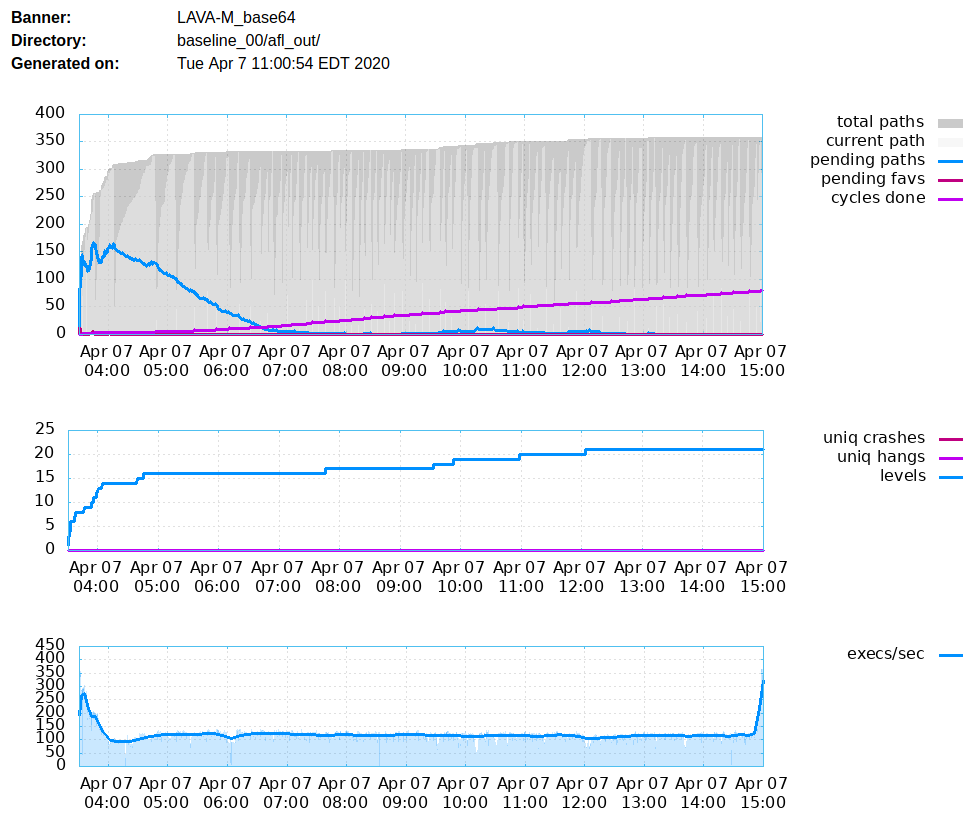 Banner: LAVA-M_base64
Directory: baseline_00/afl_out/
Generated on: Tue Apr 7 11:00:54 EDT 2020
400
350
300
250
200
150
100
50
0
Apr 07 Apr 07 Apr 07 Apr 07 Apr 07 Apr 07 Apr 07 Apr 07 Apr 07 Apr 07 Apr 07 Apr 07
04:00 05:00 06:00 07:00 08:00 09:00 10:00 11:00 12:00 13:00 14:00 15:00
total paths
current path
pending paths
pending favs
cycles done
25
20
15
10
5
0
Apr 07 Apr 07 Apr 07 Apr 07 Apr 07 Apr 07 Apr 07 Apr 07 Apr 07 Apr 07 Apr 07 Apr 07
04:00 05:00 06:00 07:00 08:00 09:00 10:00 11:00 12:00 13:00 14:00 15:00
uniq crashes
uniq hangs
levels
450
400
350
300
250
200
150
100
50
0
Apr 07 Apr 07 Apr 07 Apr 07 Apr 07 Apr 07 Apr 07 Apr 07 Apr 07 Apr 07 Apr 07 Apr 07
04:00 05:00 06:00 07:00 08:00 09:00 10:00 11:00 12:00 13:00 14:00 15:00
execs/sec